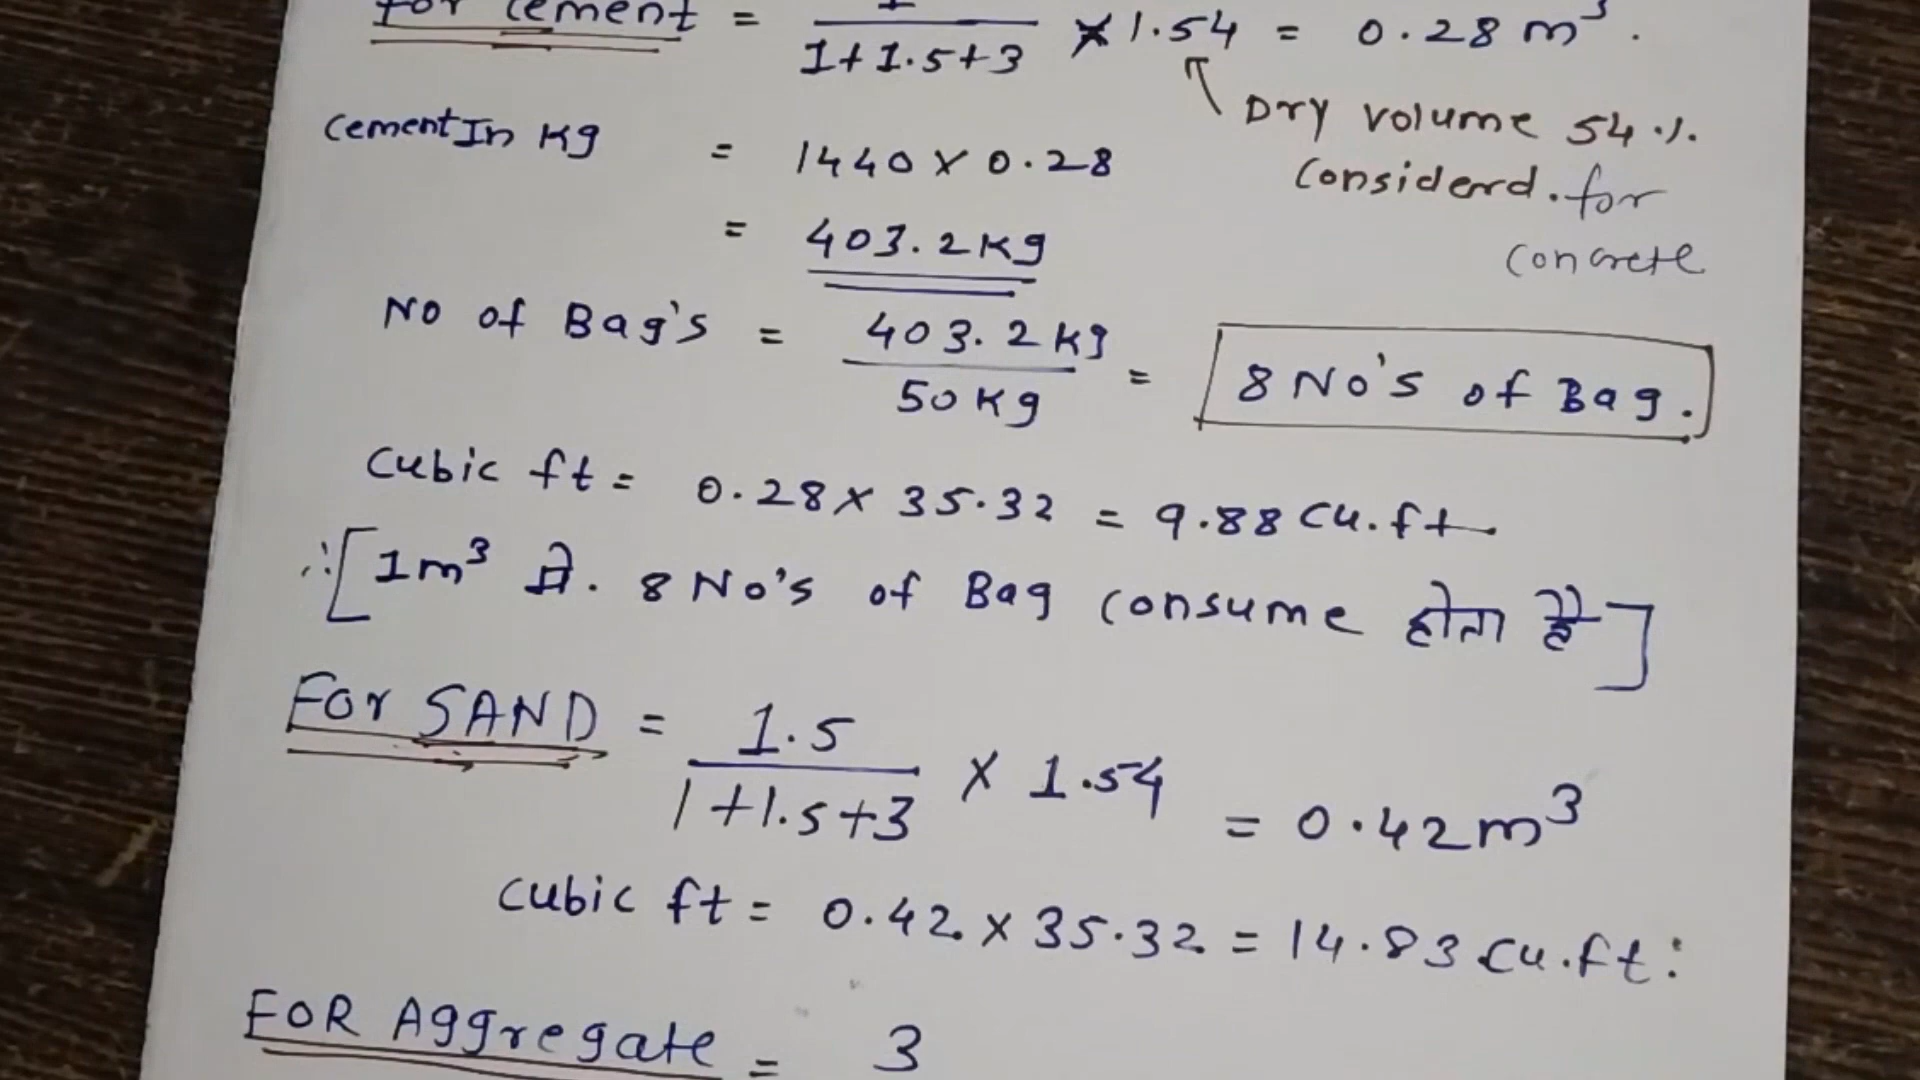 For cement = 1 / 1+1.5+3 × 1.54 = 0.28 m³.
Dry volume 54 %.
considerd. for
concrete
cement In Kg = 1440 × 0.28
= 403.2 Kg
No of Bag's = 403.2 Kg / 50 Kg = 8 No's of Bag.
cubic ft = 0.28 × 35.32 = 9.88 cu.ft
∴ [1m³ मे. 8 No's of Bag consume होता है]
For SAND = 1.5 / 1+1.5+3 × 1.54 = 0.42 m³
cubic ft = 0.42 × 35.32 = 14.83 cu.ft:
FOR Aggregate = 3